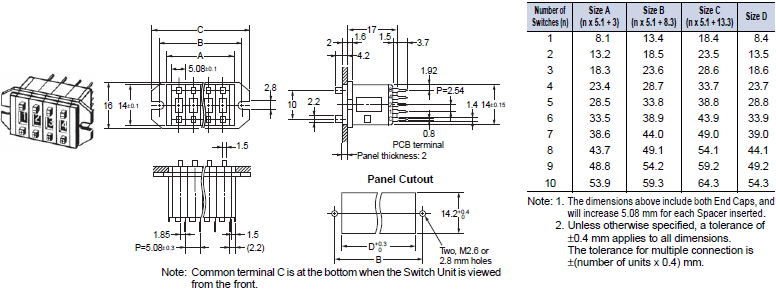 C
B
A
5.08±0.1
16
14±0.1
2.8
1.5
17
2
1.6
1.5
3.7
4.2
1.92
P=2.54
10
2.2
1.4
14±0.15
0.8
PCB terminal
Panel thickness: 2
1.85
1.5
P=5.08±0.3
(2.2)
Panel Cutout
14.2+0.4 0
D+0.3 0
B
Two, M2.6 or
2.8 mm holes
Note: Common terminal C is at the bottom when the Switch Unit is viewed
from the front.
Number of Switches (n) Size A (n x 5.1 + 3) Size B (n x 5.1 + 8.3) Size C (n x 5.1 + 13.3) Size D
1 8.1 13.4 18.4 8.4
2 13.2 18.5 23.5 13.5
3 18.3 23.6 28.6 18.6
4 23.4 28.7 33.7 23.7
5 28.5 33.8 38.8 28.8
6 33.5 38.9 43.9 33.9
7 38.6 44.0 49.0 39.0
8 43.7 49.1 54.1 44.1
9 48.8 54.2 59.2 49.2
10 53.9 59.3 64.3 54.3
Note: 1. The dimensions above include both End Caps, and
will increase 5.08 mm for each Spacer inserted.
2. Unless otherwise specified, a tolerance of
±0.4 mm applies to all dimensions.
The tolerance for multiple connection is
±(number of units x 0.4) mm.